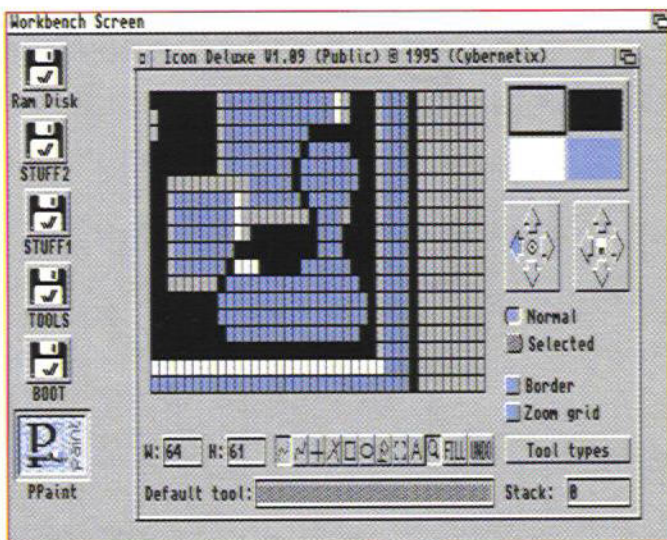 Workbench Screen
Icon Deluxe V1.09 (Public) © 1995 (Cybernetix)
Ram Disk
STUFF2
STUFF1
TOOLS
BOOT
P.
paint
PPaint
Normal
Selected
Border
Zoom grid
W: 64 H: 61 A FILL UNDO Tool types
Default tool: Stack: 0